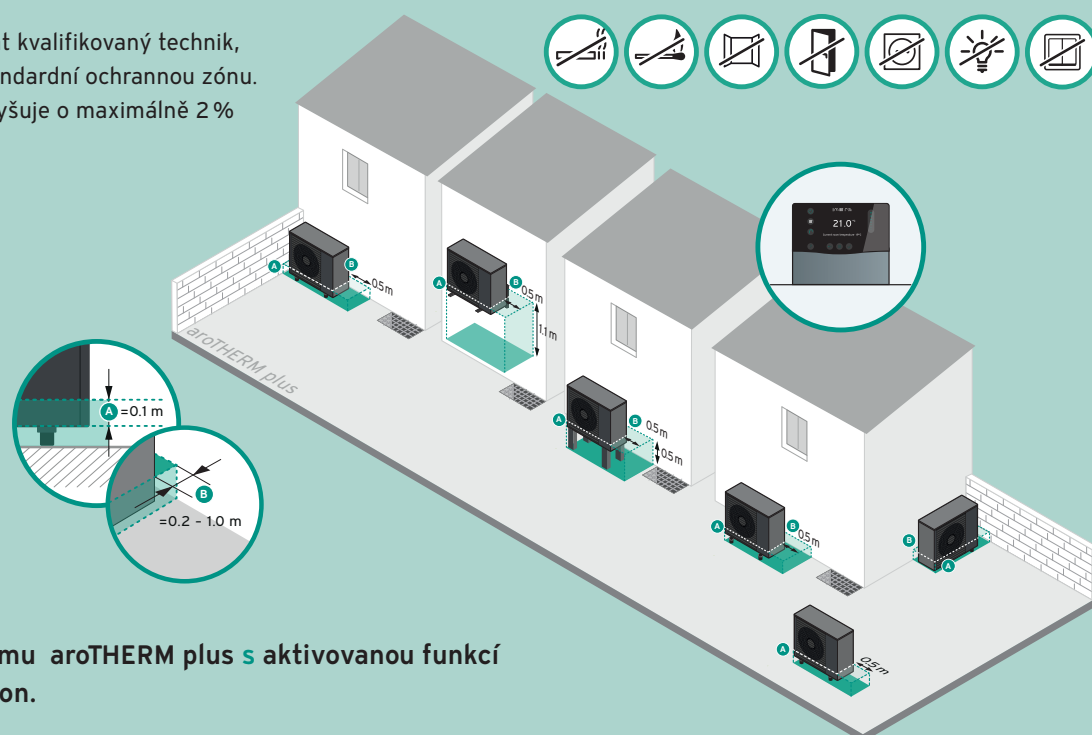 t kvalifikovaný technik,
ndardní ochrannou zónu.
yšuje o maximálně 2 %
21.0°
A
B
0.5 m
A
B
0.5 m
1.1 m
A
B
0.5 m
0.5 m
A
B
0.5 m
B
A
A
0.5 m
aroTHERM plus
A =0.1 m
B
=0.2 - 1.0 m
mu aroTHERM plus s aktivovanou funkcí
on.